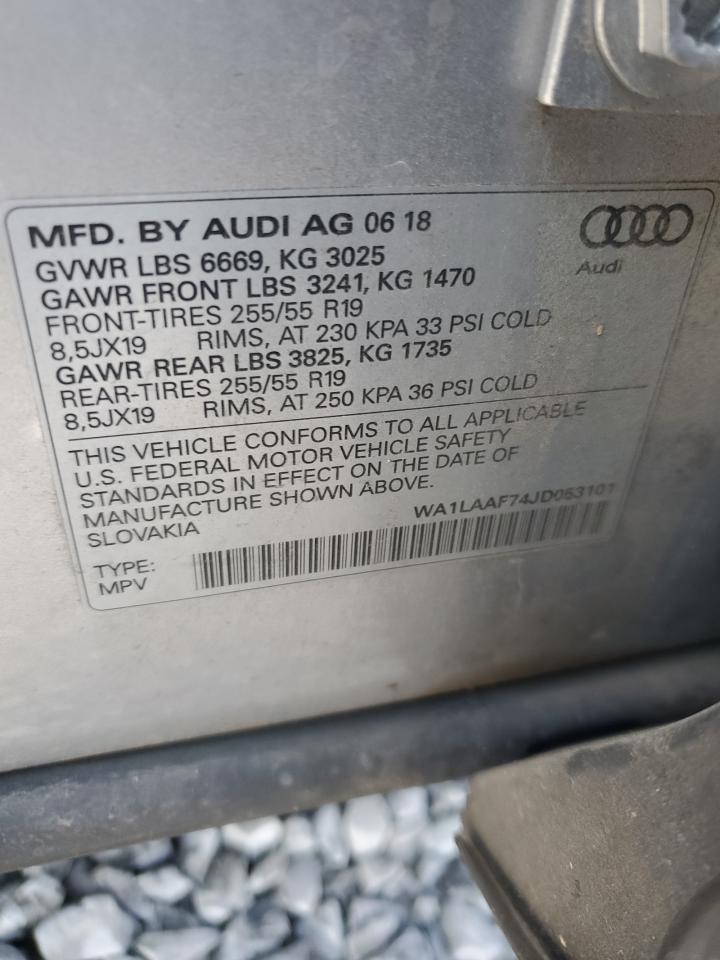 MFD. BY AUDI AG 06 18
GVWR LBS 6669, KG 3025
GAWR FRONT LBS 3241, KG 1470
FRONT-TIRES 255/55 R19
8,5JX19 RIMS, AT 230 KPA 33 PSI COLD
GAWR REAR LBS 3825, KG 1735
REAR-TIRES 255/55 R19
8,5JX19 RIMS, AT 250 KPA 36 PSI COLD
Audi
THIS VEHICLE CONFORMS TO ALL APPLICABLE
U.S. FEDERAL MOTOR VEHICLE SAFETY
STANDARDS IN EFFECT ON THE DATE OF
MANUFACTURE SHOWN ABOVE.
SLOVAKIA
WA1LAAF74JD053101
TYPE:
MPV